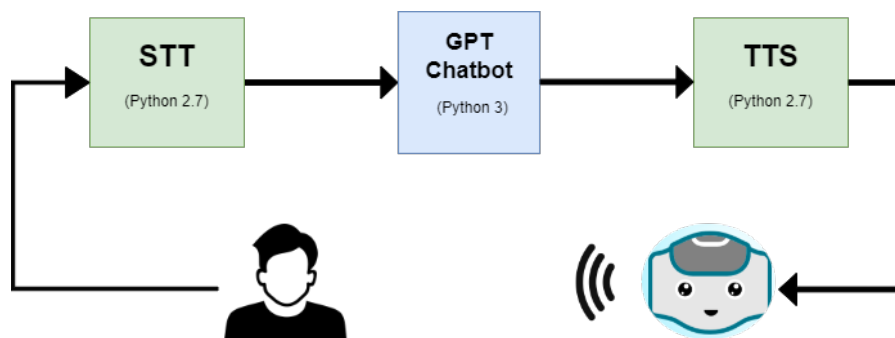 STT
(Python 2.7)
GPT
Chatbot
(Python 3)
TTS
(Python 2.7)